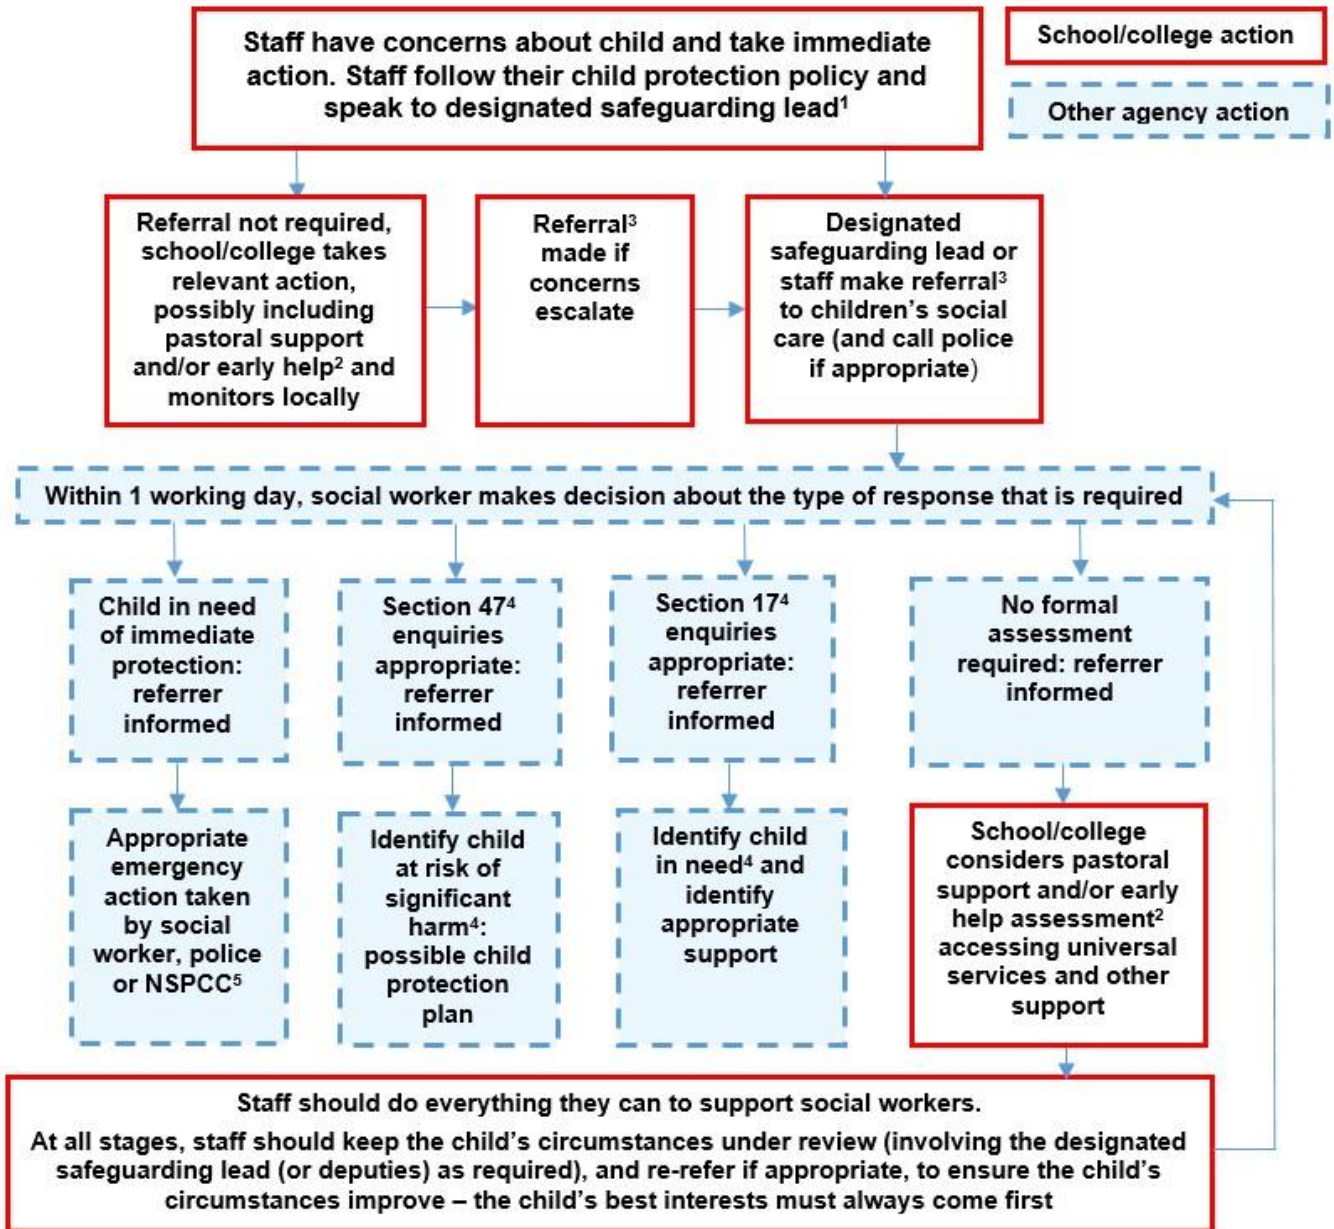 Staff have concerns about child and take immediate
action. Staff follow their child protection policy and
speak to designated safeguarding lead¹
School/college action
Other agency action
Referral not required,
school/college takes
relevant action,
possibly including
pastoral support
and/or early help² and
monitors locally
Referral³
made if
concerns
escalate
Designated
safeguarding lead or
staff make referral³
to children’s social
care (and call police
if appropriate)
Within 1 working day, social worker makes decision about the type of response that is required
Child in need
of immediate
protection:
referrer
informed
Section 47⁴
enquiries
appropriate:
referrer
informed
Section 17⁴
enquiries
appropriate:
referrer
informed
No formal
assessment
required: referrer
informed
Appropriate
emergency
action taken
by social
worker, police
or NSPCC⁵
Identify child
at risk of
significant
harm⁴:
possible child
protection
plan
Identify child
in need⁴ and
identify
appropriate
support
School/college
considers pastoral
support and/or early
help assessment²
accessing universal
services and other
support
Staff should do everything they can to support social workers.
At all stages, staff should keep the child’s circumstances under review (involving the designated
safeguarding lead (or deputies) as required), and re-refer if appropriate, to ensure the child’s
circumstances improve – the child’s best interests must always come first